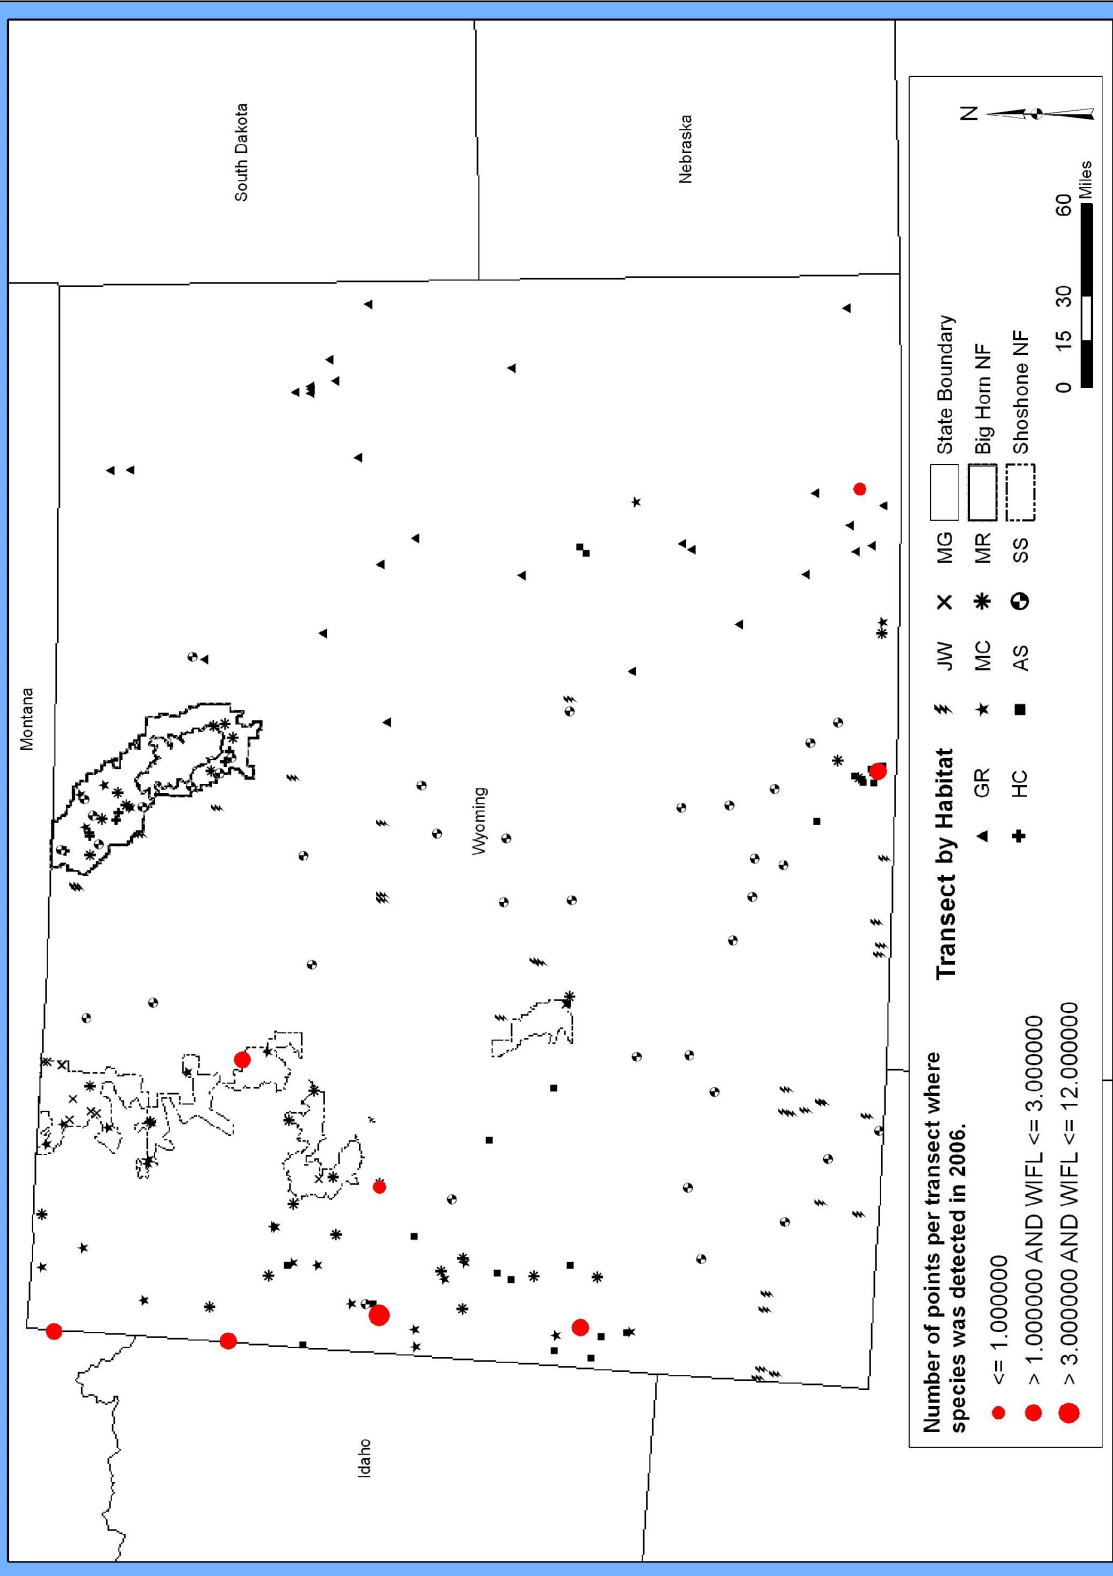 Montana
South Dakota
Wyoming
Nebraska
Idaho
Number of points per transect where
species was detected in 2006.
<= 1.000000
> 1.000000 AND WIFL <= 3.000000
> 3.000000 AND WIFL <= 12.000000
Transect by Habitat
GR
HC
MC
AS
JW
MR
SS
MG
State Boundary
Big Horn NF
Shoshone NF
N
0 15 30 60
Miles